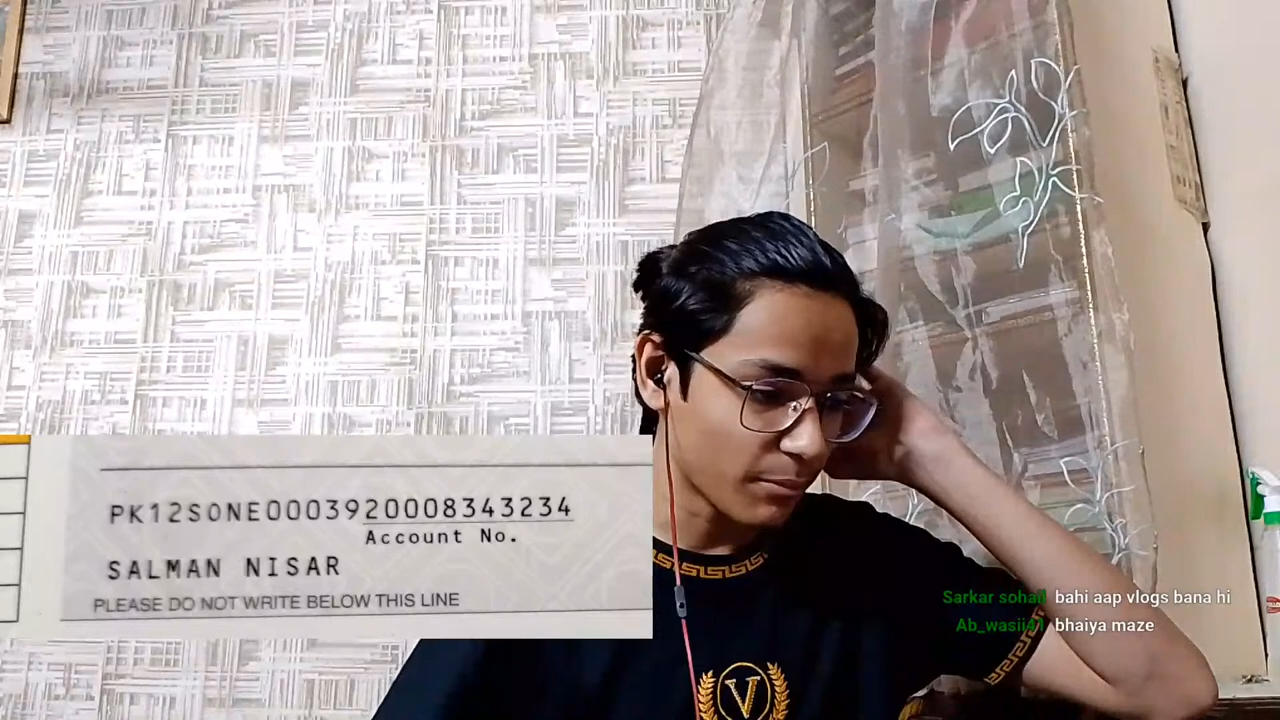 PK12SONE0003920008343234
Account No.
SALMAN NISAR
PLEASE DO NOT WRITE BELOW THIS LINE
Sarkar sohail bahi aap vlogs bana hi
Ab_wasii41 bhaiya maze
V